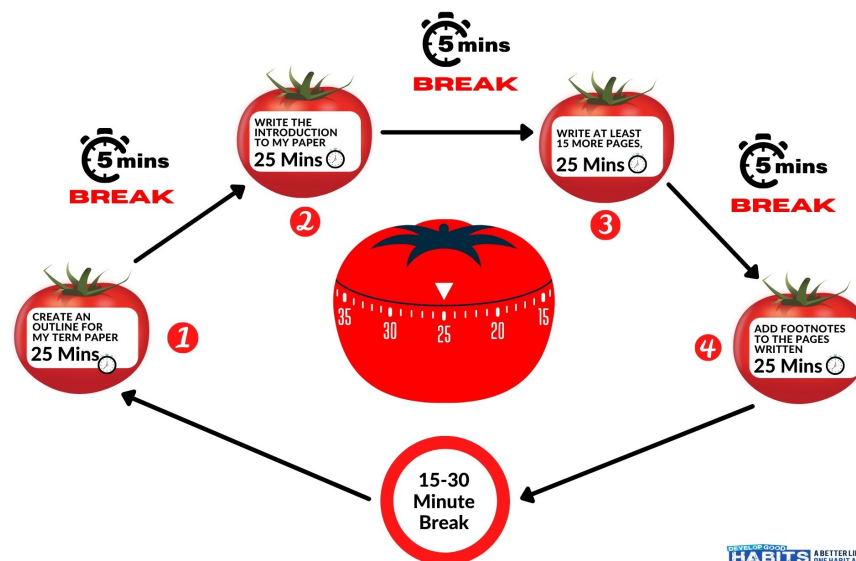 5 mins
BREAK
5 mins
BREAK
5 mins
BREAK
CREATE AN
OUTLINE FOR
MY TERM PAPER
25 Mins
1
WRITE THE
INTRODUCTION
TO MY PAPER
25 Mins
2
WRITE AT LEAST
15 MORE PAGES,
25 Mins
3
ADD FOOTNOTES
TO THE PAGES
WRITTEN
25 Mins
4
35 30 25 20 15
15-30
Minute
Break
DEVELOP GOOD
HABITS
A BETTER
ONE HABIT